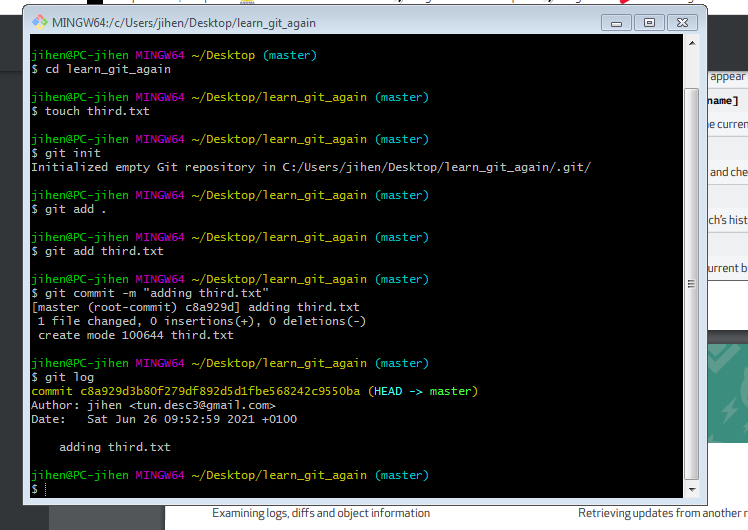 MINGW64:/c/Users/jihen/Desktop/learn_git_again
jihen@PC-jihen MINGW64 ~/Desktop (master)
$ cd learn_git_again
jihen@PC-jihen MINGW64 ~/Desktop/learn_git_again (master)
$ touch third.txt
jihen@PC-jihen MINGW64 ~/Desktop/learn_git_again (master)
$ git init
Initialized empty Git repository in C:/Users/jihen/Desktop/learn_git_again/.git/
jihen@PC-jihen MINGW64 ~/Desktop/learn_git_again (master)
$ git add .
jihen@PC-jihen MINGW64 ~/Desktop/learn_git_again (master)
$ git add third.txt
jihen@PC-jihen MINGW64 ~/Desktop/learn_git_again (master)
$ git commit -m "adding third.txt"
[master (root-commit) c8a929d] adding third.txt
1 file changed, 0 insertions(+), 0 deletions(-)
create mode 100644 third.txt
jihen@PC-jihen MINGW64 ~/Desktop/learn_git_again (master)
$ git log
commit c8a929d3b80f279df892d5d1fbe568242c9550ba (HEAD -> master)
Author: jihen <tun.desc3@gmail.com>
Date: Sat Jun 26 09:52:59 2021 +0100
adding third.txt
jihen@PC-jihen MINGW64 ~/Desktop/learn_git_again (master)
$
appear
name]
e curren
and che
ch's hist
urrent b
Examining logs, diffs and object information
Retrieving updates from another r